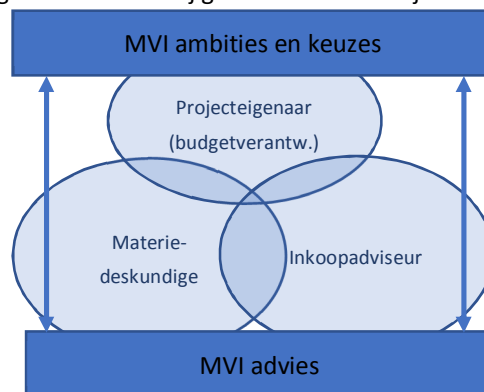 MVI ambities en keuzes
Projecteigenaar
(budgetverantw.)
Materie-
deskundige
Inkoopadviseur
MVI advies